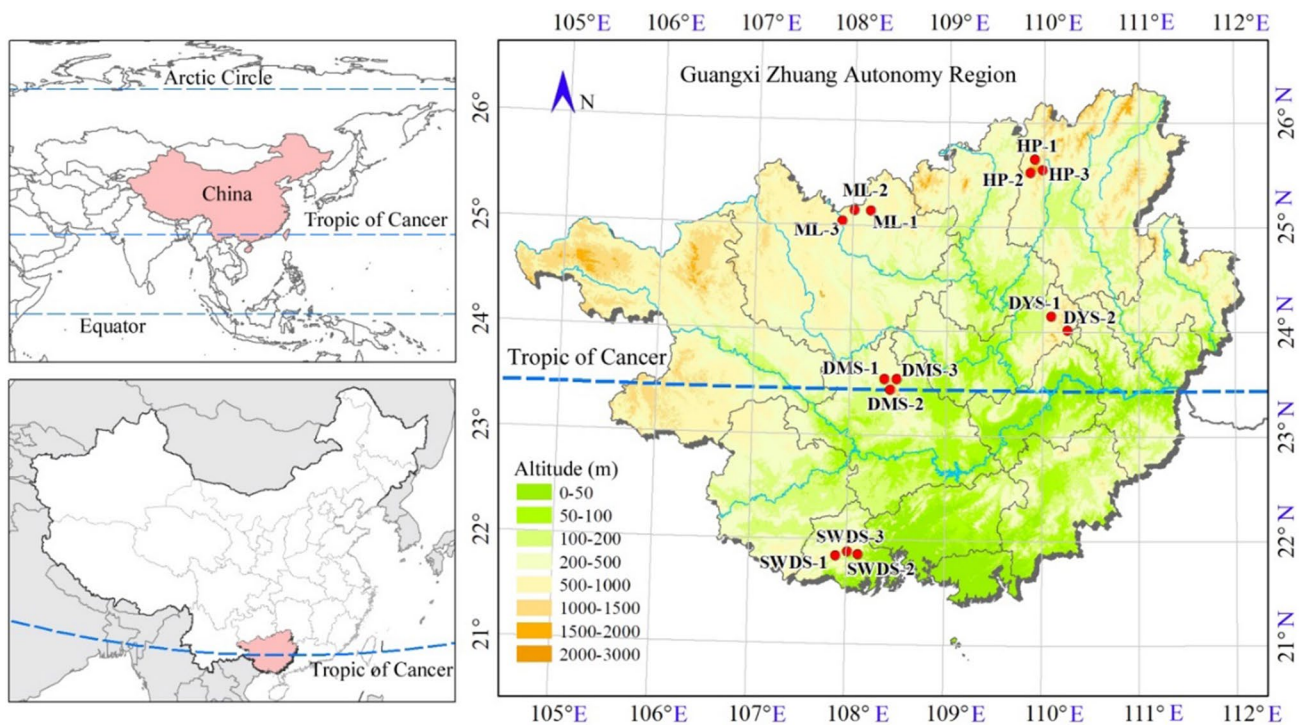 Arctic Circle
China
Tropic of Cancer
Equator
Tropic of Cancer
105°E 106°E 107°E 108°E 109°E 110°E 111°E 112°E
Guangxi Zhuang Autonomy Region
N
26°
25°
24°
23°
22°
21°
26° N
25° N
24° N
23° N
22° N
21° N
HP-1
HP-2
HP-3
ML-2
ML-3
ML-1
DYS-1
DYS-2
Tropic of Cancer
DMS-1
DMS-3
DMS-2
SWDS-3
SWDS-1
SWDS-2
Altitude (m)
0-50
50-100
100-200
200-500
500-1000
1000-1500
1500-2000
2000-3000
105°E 106°E 107°E 108°E 109°E 110°E 111°E 112°E